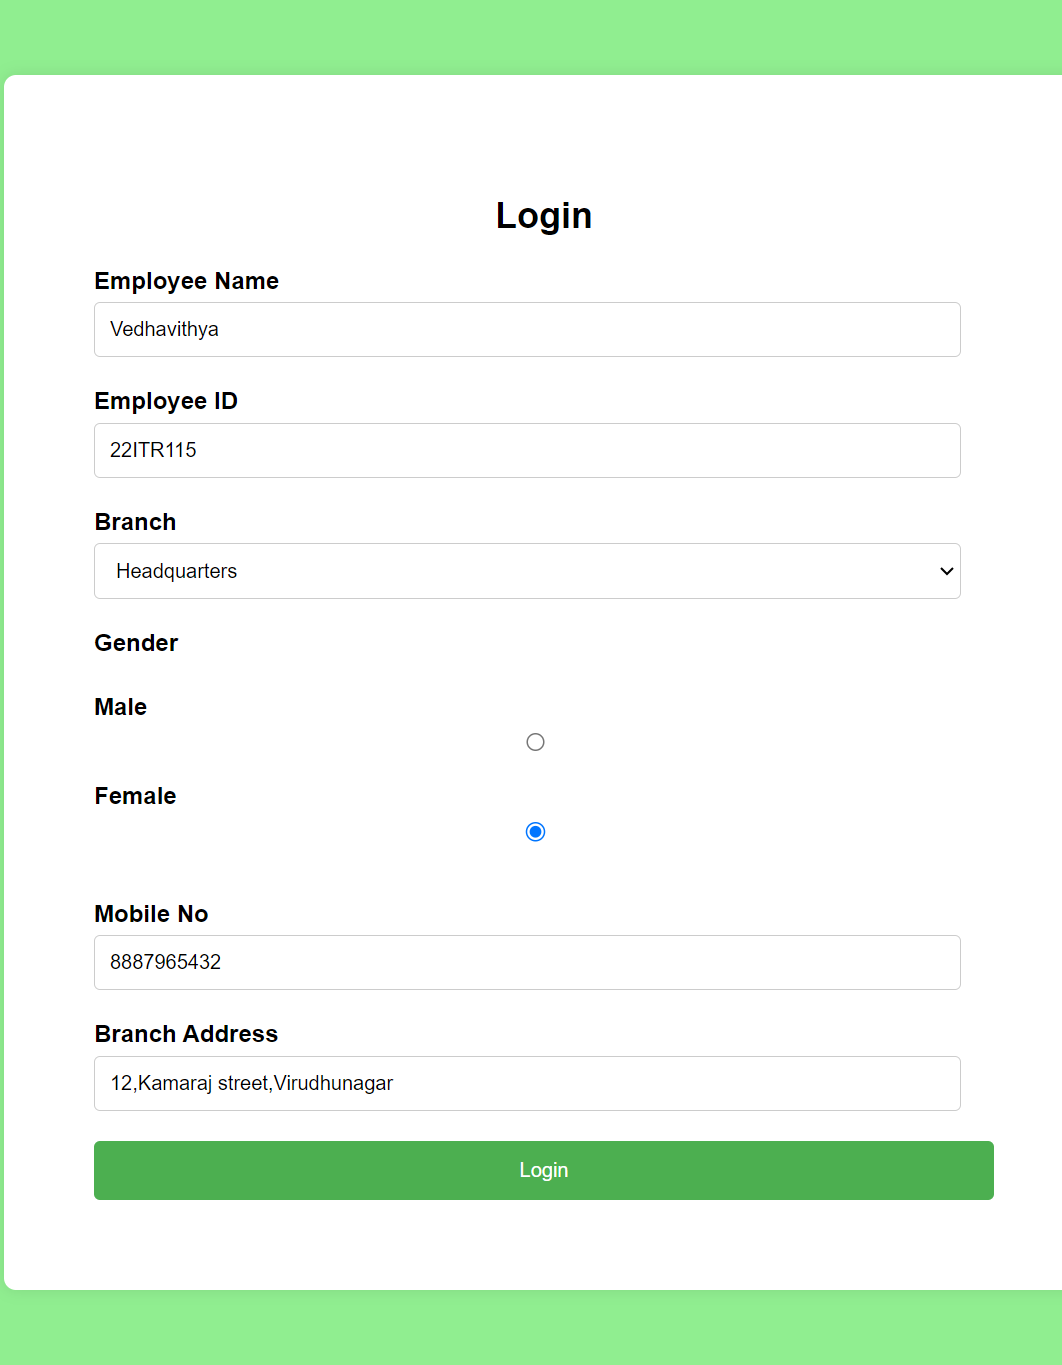 Login
Employee Name
Vedhavithya
Employee ID
22ITR115
Branch
Headquarters
Gender
Male
Female
Mobile No
8887965432
Branch Address
12,Kamaraj street,Virudhunagar
Login